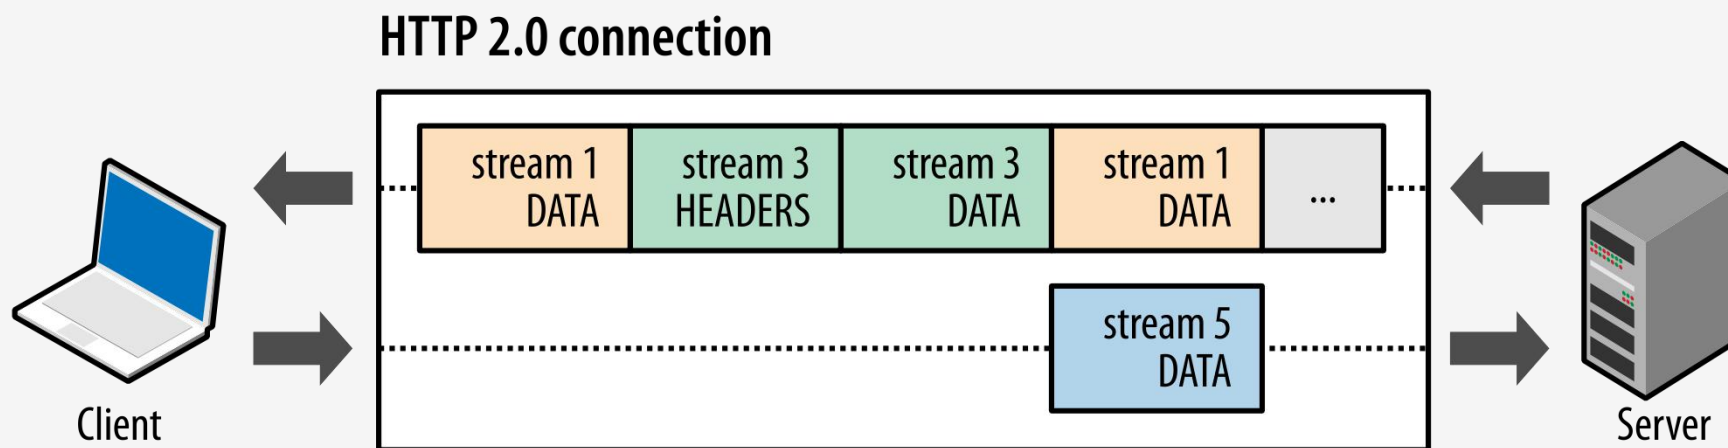 HTTP 2.0 connection
stream 1
DATA
stream 3
HEADERS
stream 3
DATA
stream 1
DATA
...
stream 5
DATA
Client
Server